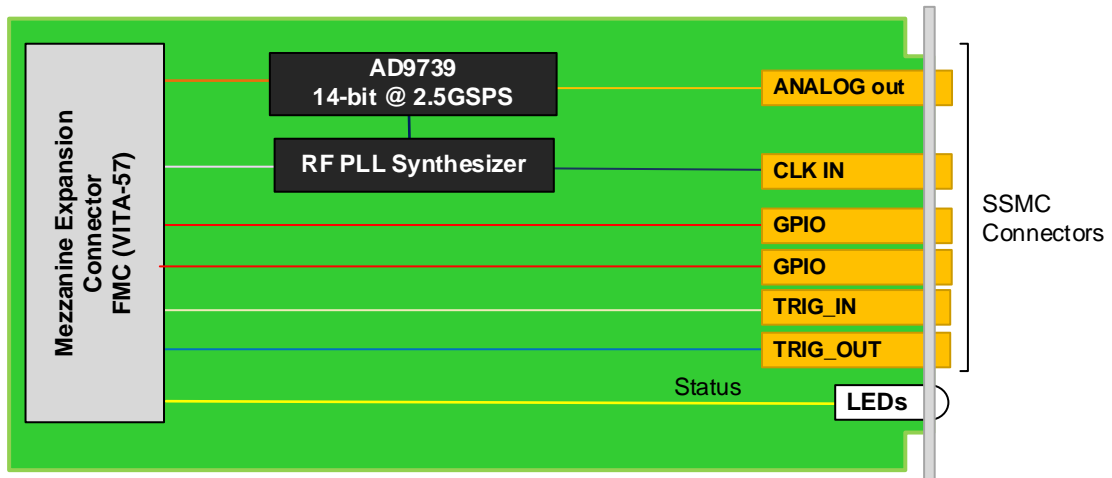 Mezzanine Expansion
Connector
FMC (VITA-57)
AD9739
14-bit @ 2.5GSPS
RF PLL Synthesizer
ANALOG out
CLK IN
GPIO
GPIO
TRIG_IN
TRIG_OUT
Status
LEDs
SSMC
Connectors